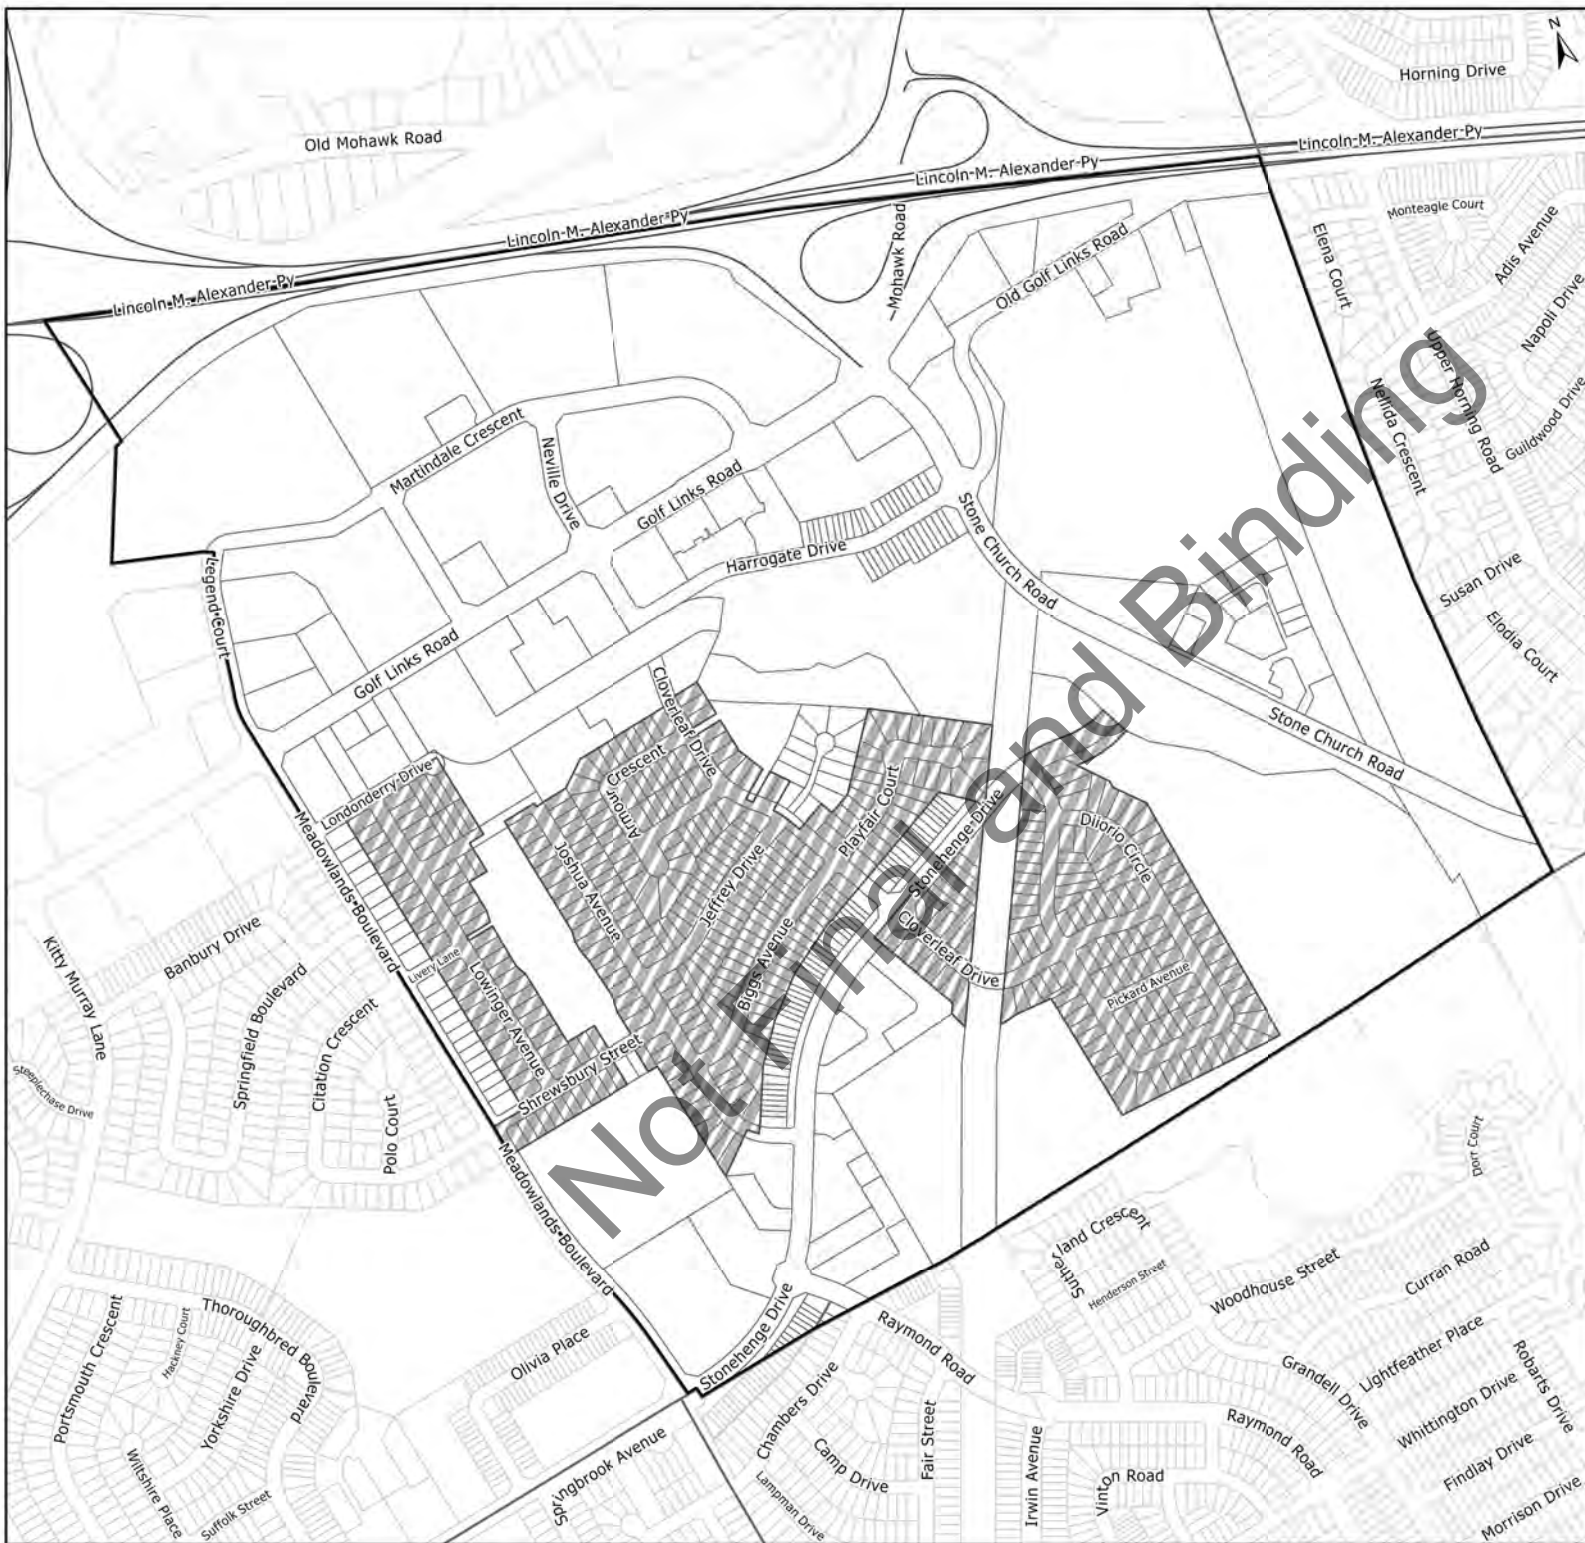 N
Horning Drive
Old Mohawk Road
Lincoln M. Alexander Py
Lincoln M. Alexander Py
Lincoln M. Alexander Py
Lincoln M. Alexander Py
Mohawk Road
Monteagle Court
Elena Court
Adis Avenue
Old Golf Links Road
Napoli Drive
Upper Horning Road
Nellida Crescent
Guildwood Drive
Martindale Crescent
Neville Drive
Golf Links Road
Harrogate Drive
Stone Church Road
Susan Drive
Elodia Court
Legend Court
Golf Links Road
Cloverleaf Drive
Stone Church Road
Londonderry Drive
Armour Crescent
Playfair Court
Stonehenge Drive
Diiorio Circle
Meadowlands Boulevard
Joshua Avenue
Jeffrey Drive
Biggs Avenue
Cloverleaf Drive
Pickard Avenue
Kitty Murray Lane
Banbury Drive
Livery Lane
Lowinger Avenue
Springfield Boulevard
Citation Crescent
Shrewsbury Street
Steeplechase Drive
Polo Court
Dorr Court
Meadowlands Boulevard
Sutherland Crescent
Henderson Street
Woodhouse Street
Curran Road
Thoroughbred Boulevard
Portsmouth Crescent
Hackney Court
Yorkshire Drive
Olivia Place
Stonehenge Drive
Raymond Road
Lightfeather Place
Grandell Drive
Robarts Drive
Chambers Drive
Fair Street
Whittington Drive
Raymond Road
Camp Drive
Springbrook Avenue
Wiltshire Place
Suffolk Street
Lampman Drive
Irwin Avenue
Vinton Road
Findlay Drive
Morrison Drive
Not Final and Binding